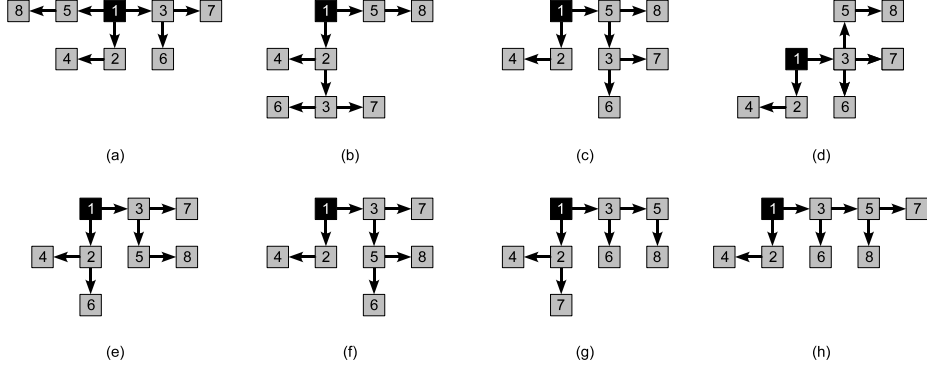 8 5 1 3 7 1 5 8 1 5 8 5 8
4 2 6 4 2 4 2 3 7 1 3 7
6 3 7 6 4 2 6
(a) (b) (c) (d)
1 3 7 1 3 7 1 3 5 1 3 5 7
4 2 5 8 4 2 5 8 4 2 6 8 4 2 6 8
6 6 7
(e) (f) (g) (h)